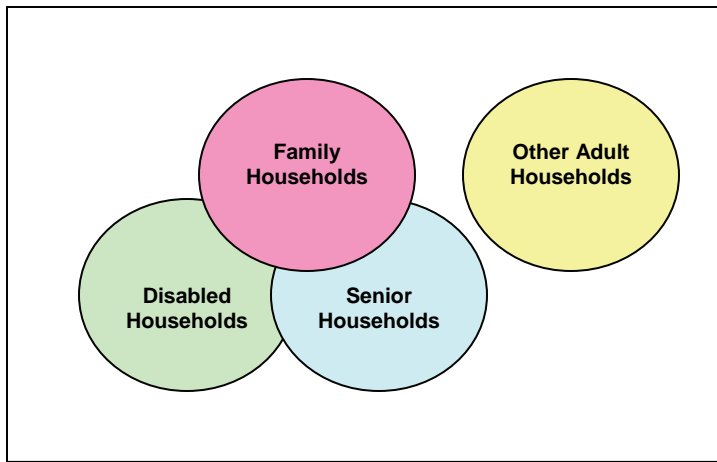 Family
Households
Other Adult
Households
Disabled
Households
Senior
Households